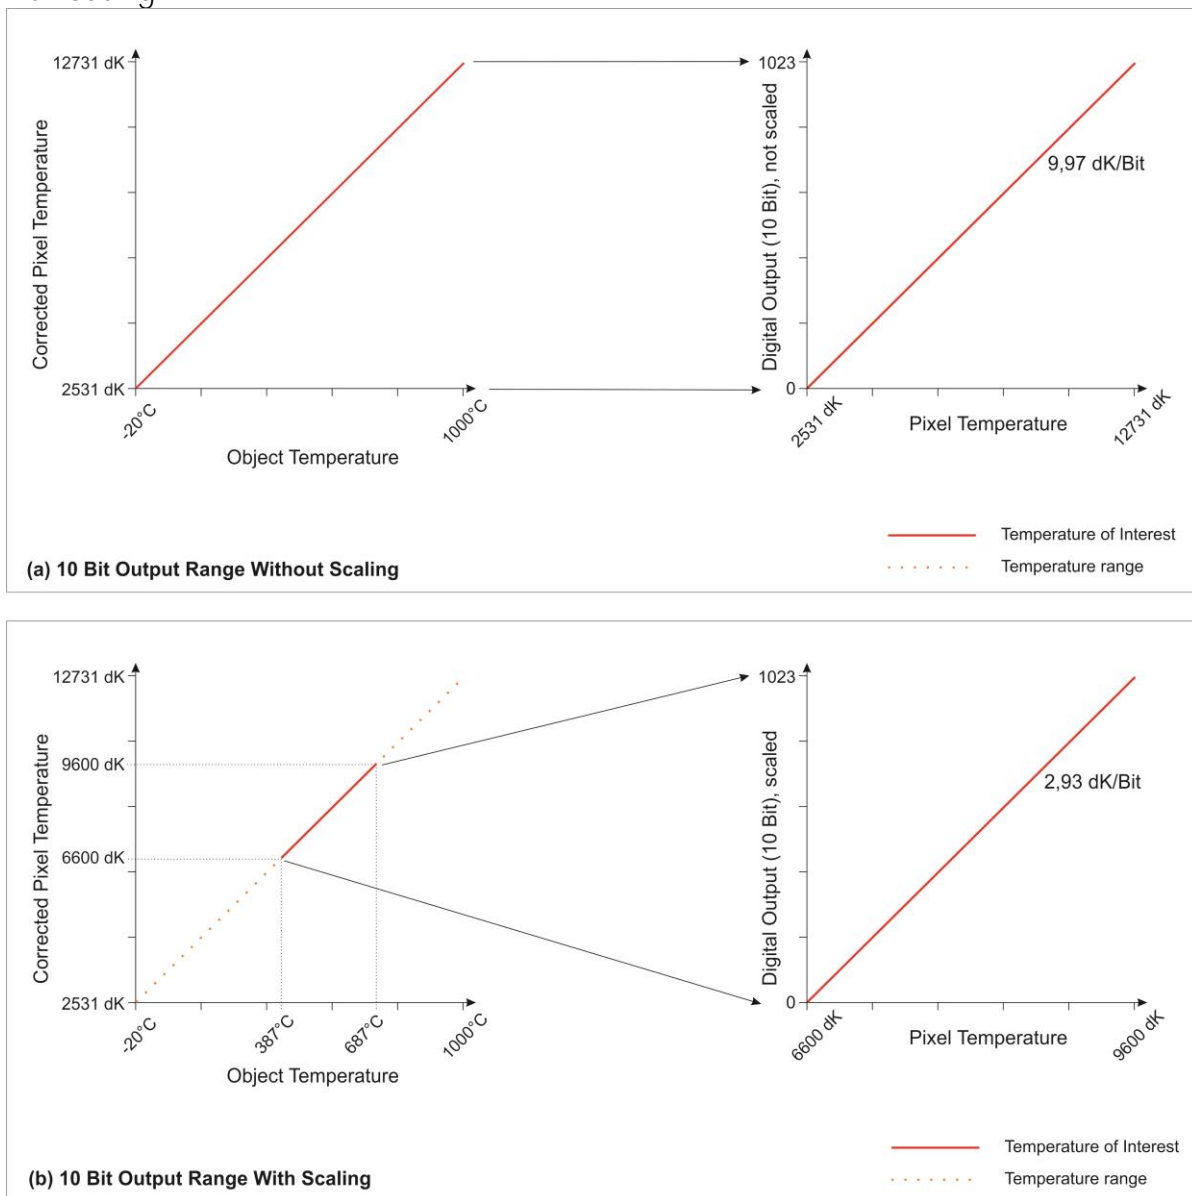 12731 dK
Corrected Pixel Temperature
2531 dK
-20°C
1000°C
Object Temperature
1023
Digital Output (10 Bit), not scaled
9,97 dK/Bit
0
2531 dK
Pixel Temperature
12731 dK
Temperature of Interest
Temperature range
(a) 10 Bit Output Range Without Scaling
12731 dK
9600 dK
Corrected Pixel Temperature
6600 dK
2531 dK
-20°C
387°C
687°C
1000°C
Object Temperature
1023
Digital Output (10 Bit), scaled
2,93 dK/Bit
0
6600 dK
Pixel Temperature
9600 dK
Temperature of Interest
Temperature range
(b) 10 Bit Output Range With Scaling